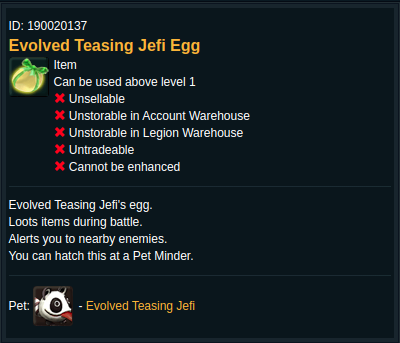 ID: 190020137
Evolved Teasing Jefi Egg
Item
Can be used above level 1
✖ Unsellable
✖ Unstorable in Account Warehouse
✖ Unstorable in Legion Warehouse
✖ Untradeable
✖ Cannot be enhanced
Evolved Teasing Jefi's egg.
Loots items during battle.
Alerts you to nearby enemies.
You can hatch this at a Pet Minder.
Pet: - Evolved Teasing Jefi